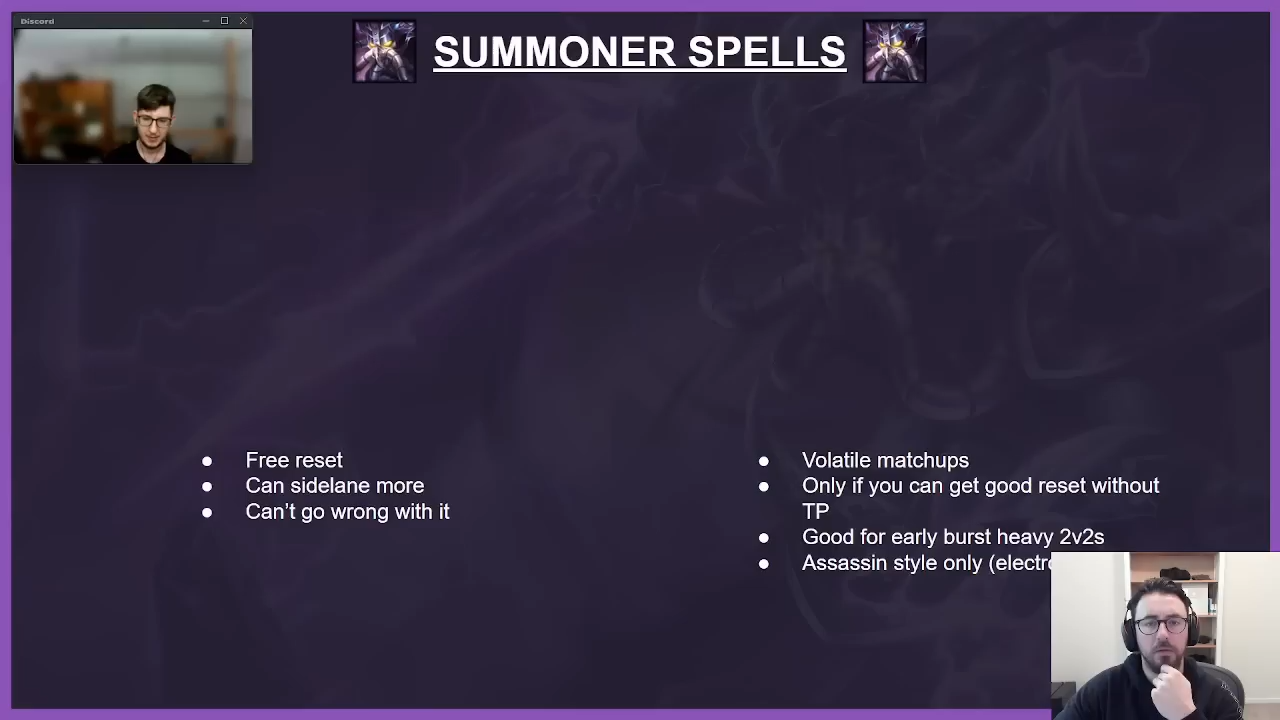 Discord
SUMMONER SPELLS
Free reset
Can sidelane more
Can't go wrong with it
Volatile matchups
Only if you can get good reset without
TP
Good for early burst heavy 2v2s
Assassin style only